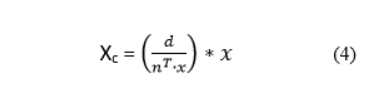 X_c = (d / n^T·x) * x (4)